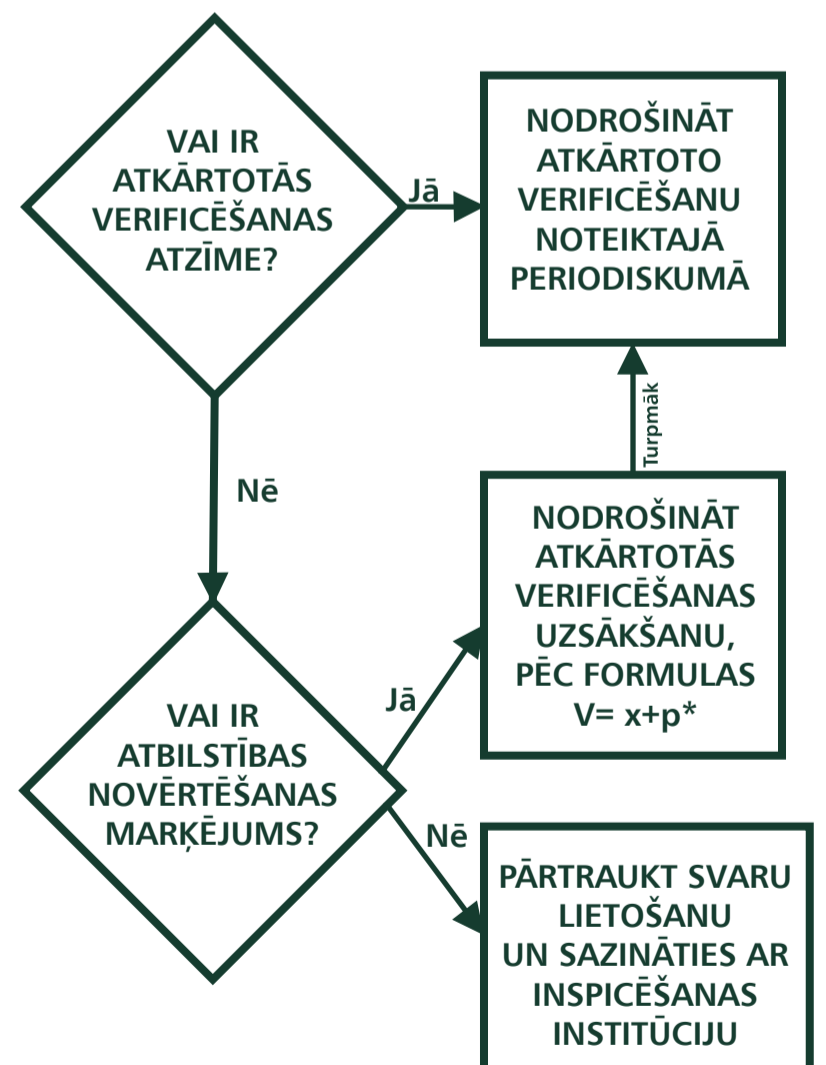 VAI IR
ATKĀRTOTĀS
VERIFICĒŠANAS
ATZĪME?
Jā
NODROŠINĀT
ATKĀRTOTO
VERIFICĒŠANU
NOTEIKTAJĀ
PERIODISKUMĀ
Turpmāk
Nē
NODROŠINĀT
ATKĀRTOTĀS
VERIFICĒŠANAS
UZSĀKŠANU,
PĒC FORMULAS
V= x+p*
Jā
VAI IR
ATBILSTĪBAS
NOVĒRTĒŠANAS
MARĶĒJUMS?
Nē
PĀRTRAUKT SVARU
LIETOŠANU
UN SAZINĀTIES AR
INSPICĒŠANAS
INSTITŪCIJU